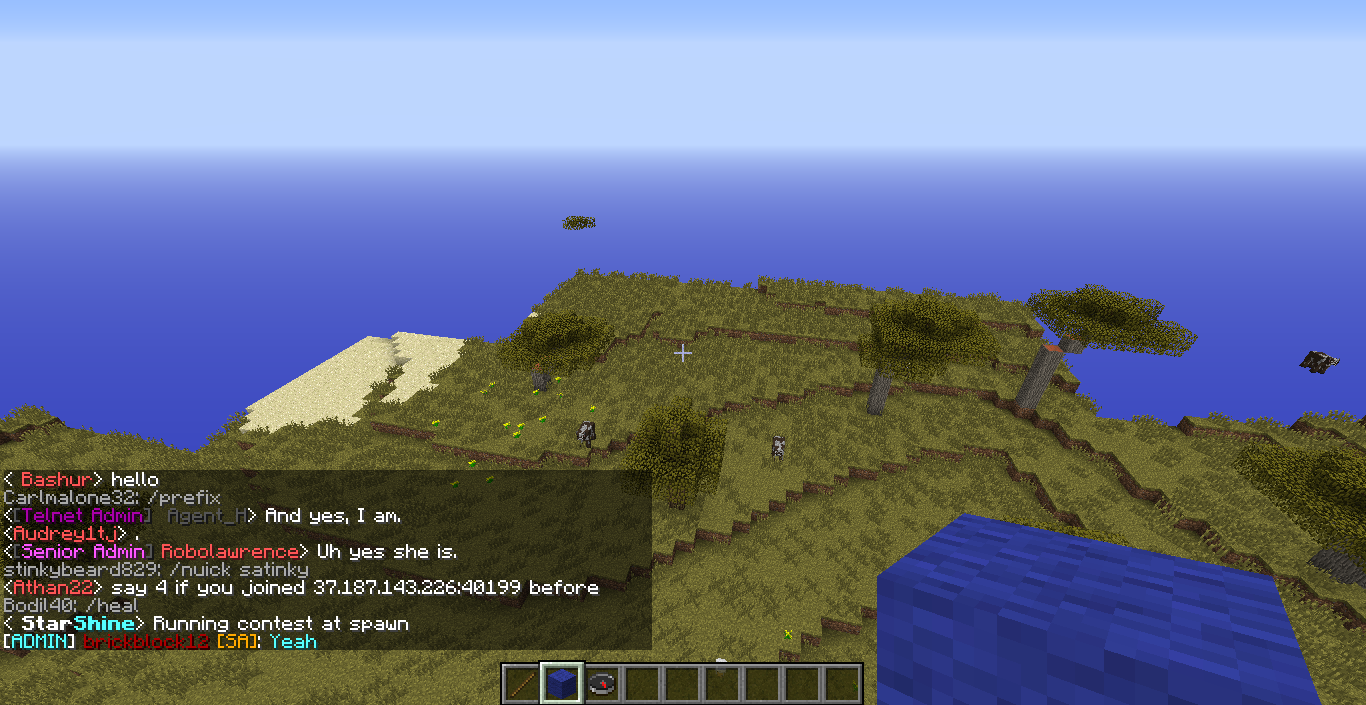 < Bashur> hello
Carlmalone32: /prefix
<[Telnet Admin] Agent_H> And yes, I am.
<Audrey1tj> .
<[Senior Admin] Robolawrence> Uh yes she is.
stinkybeard829: /nuick satinky
<Athan22> say 4 if you joined 37.187.143.226:40199 before
Bodil40: /heal
< StarShine> Running contest at spawn
[ADMIN] brickblock12 [SA]: Yeah